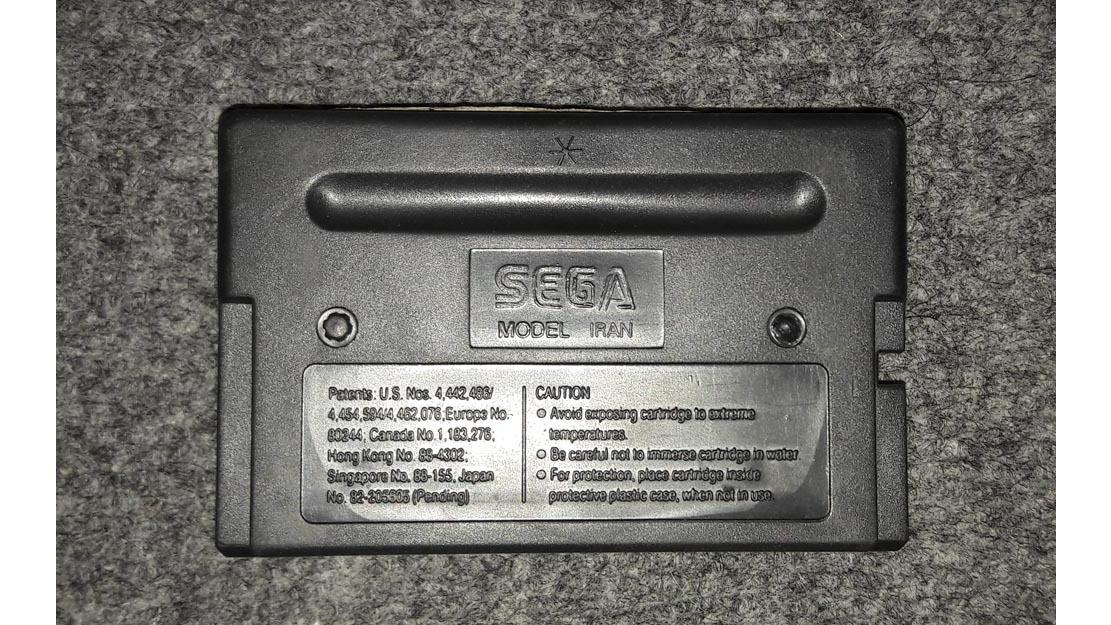 SEGA
MODEL IRAN
Patents: U.S. Nos. 4,442,486/
4,454,594/4,462,076;Europe No.
80244; Canada No.1,183,276;
Hong Kong No. 88-4302;
Singapore No. 88-155, Japan
No. 82-205605 (Pending)
CAUTION
● Avoid exposing cartridge to extreme
temperatures.
● Be careful not to immerse cartridge in water.
● For protection, place cartridge inside
protective plastic case, when not in use.